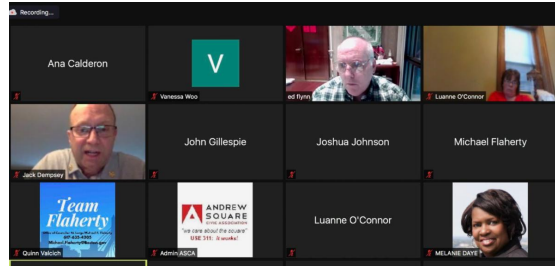 Recording...
Ana Calderon
V
Vanessa Woo
ed flynn
Luanne O'Connor
Jack Dempsey
John Gillespie
Joshua Johnson
Michael Flaherty
Team
Flaherty
Quinn Valcich
ANDREW
SQUARE
CIVIC ASSOCIATION
"we care about the square"
USE 311: It works!
Admin ASCA
Luanne O'Connor
MELANIE DAYE